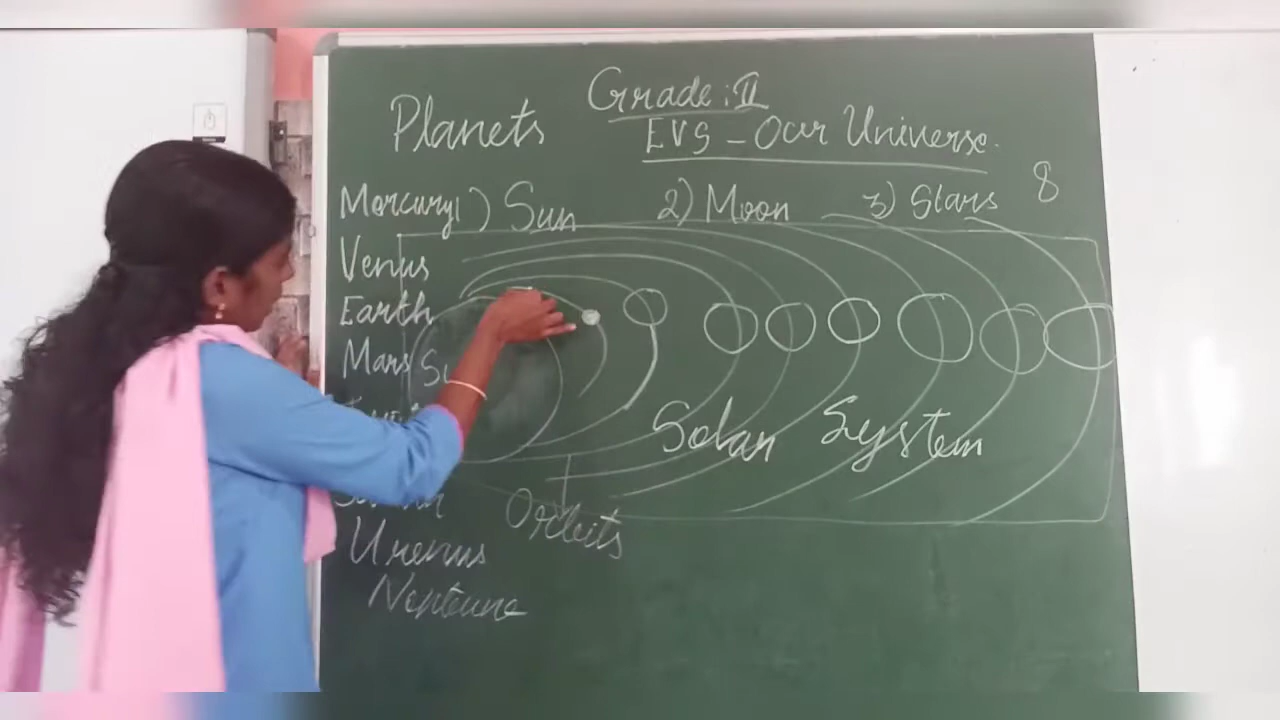 Grade : II
Planets
EVS - Our Universe.
Mercury 1) Sun 2) Moon 3) Stars 8
Venus
Earth
Mars
Solar System
Orbits
Urenus
Neptune